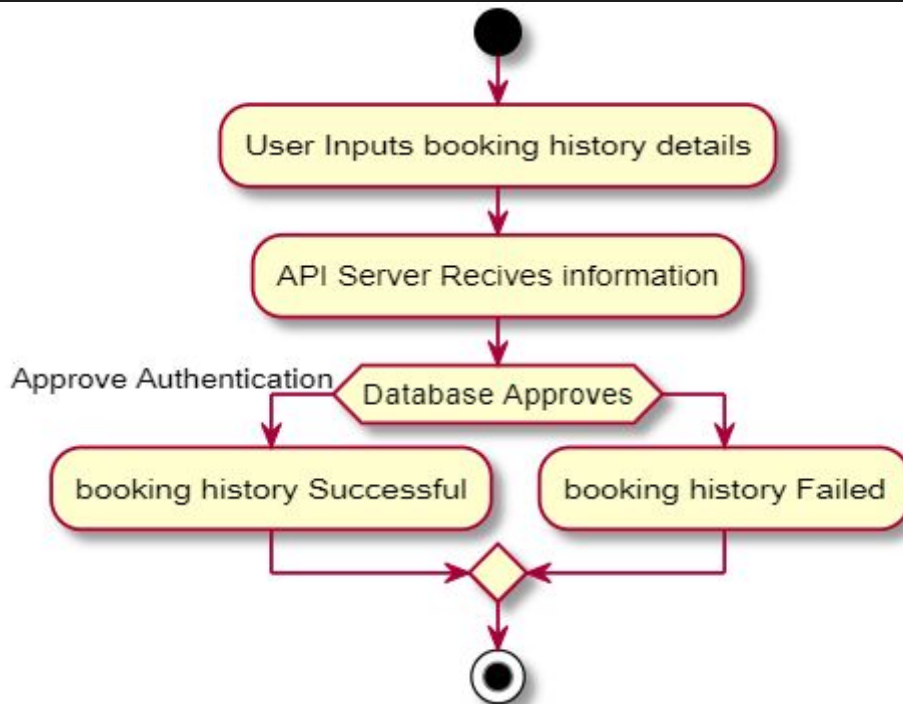 User Inputs booking history details
API Server Recives information
Approve Authentication
Database Approves
booking history Successful
booking history Failed